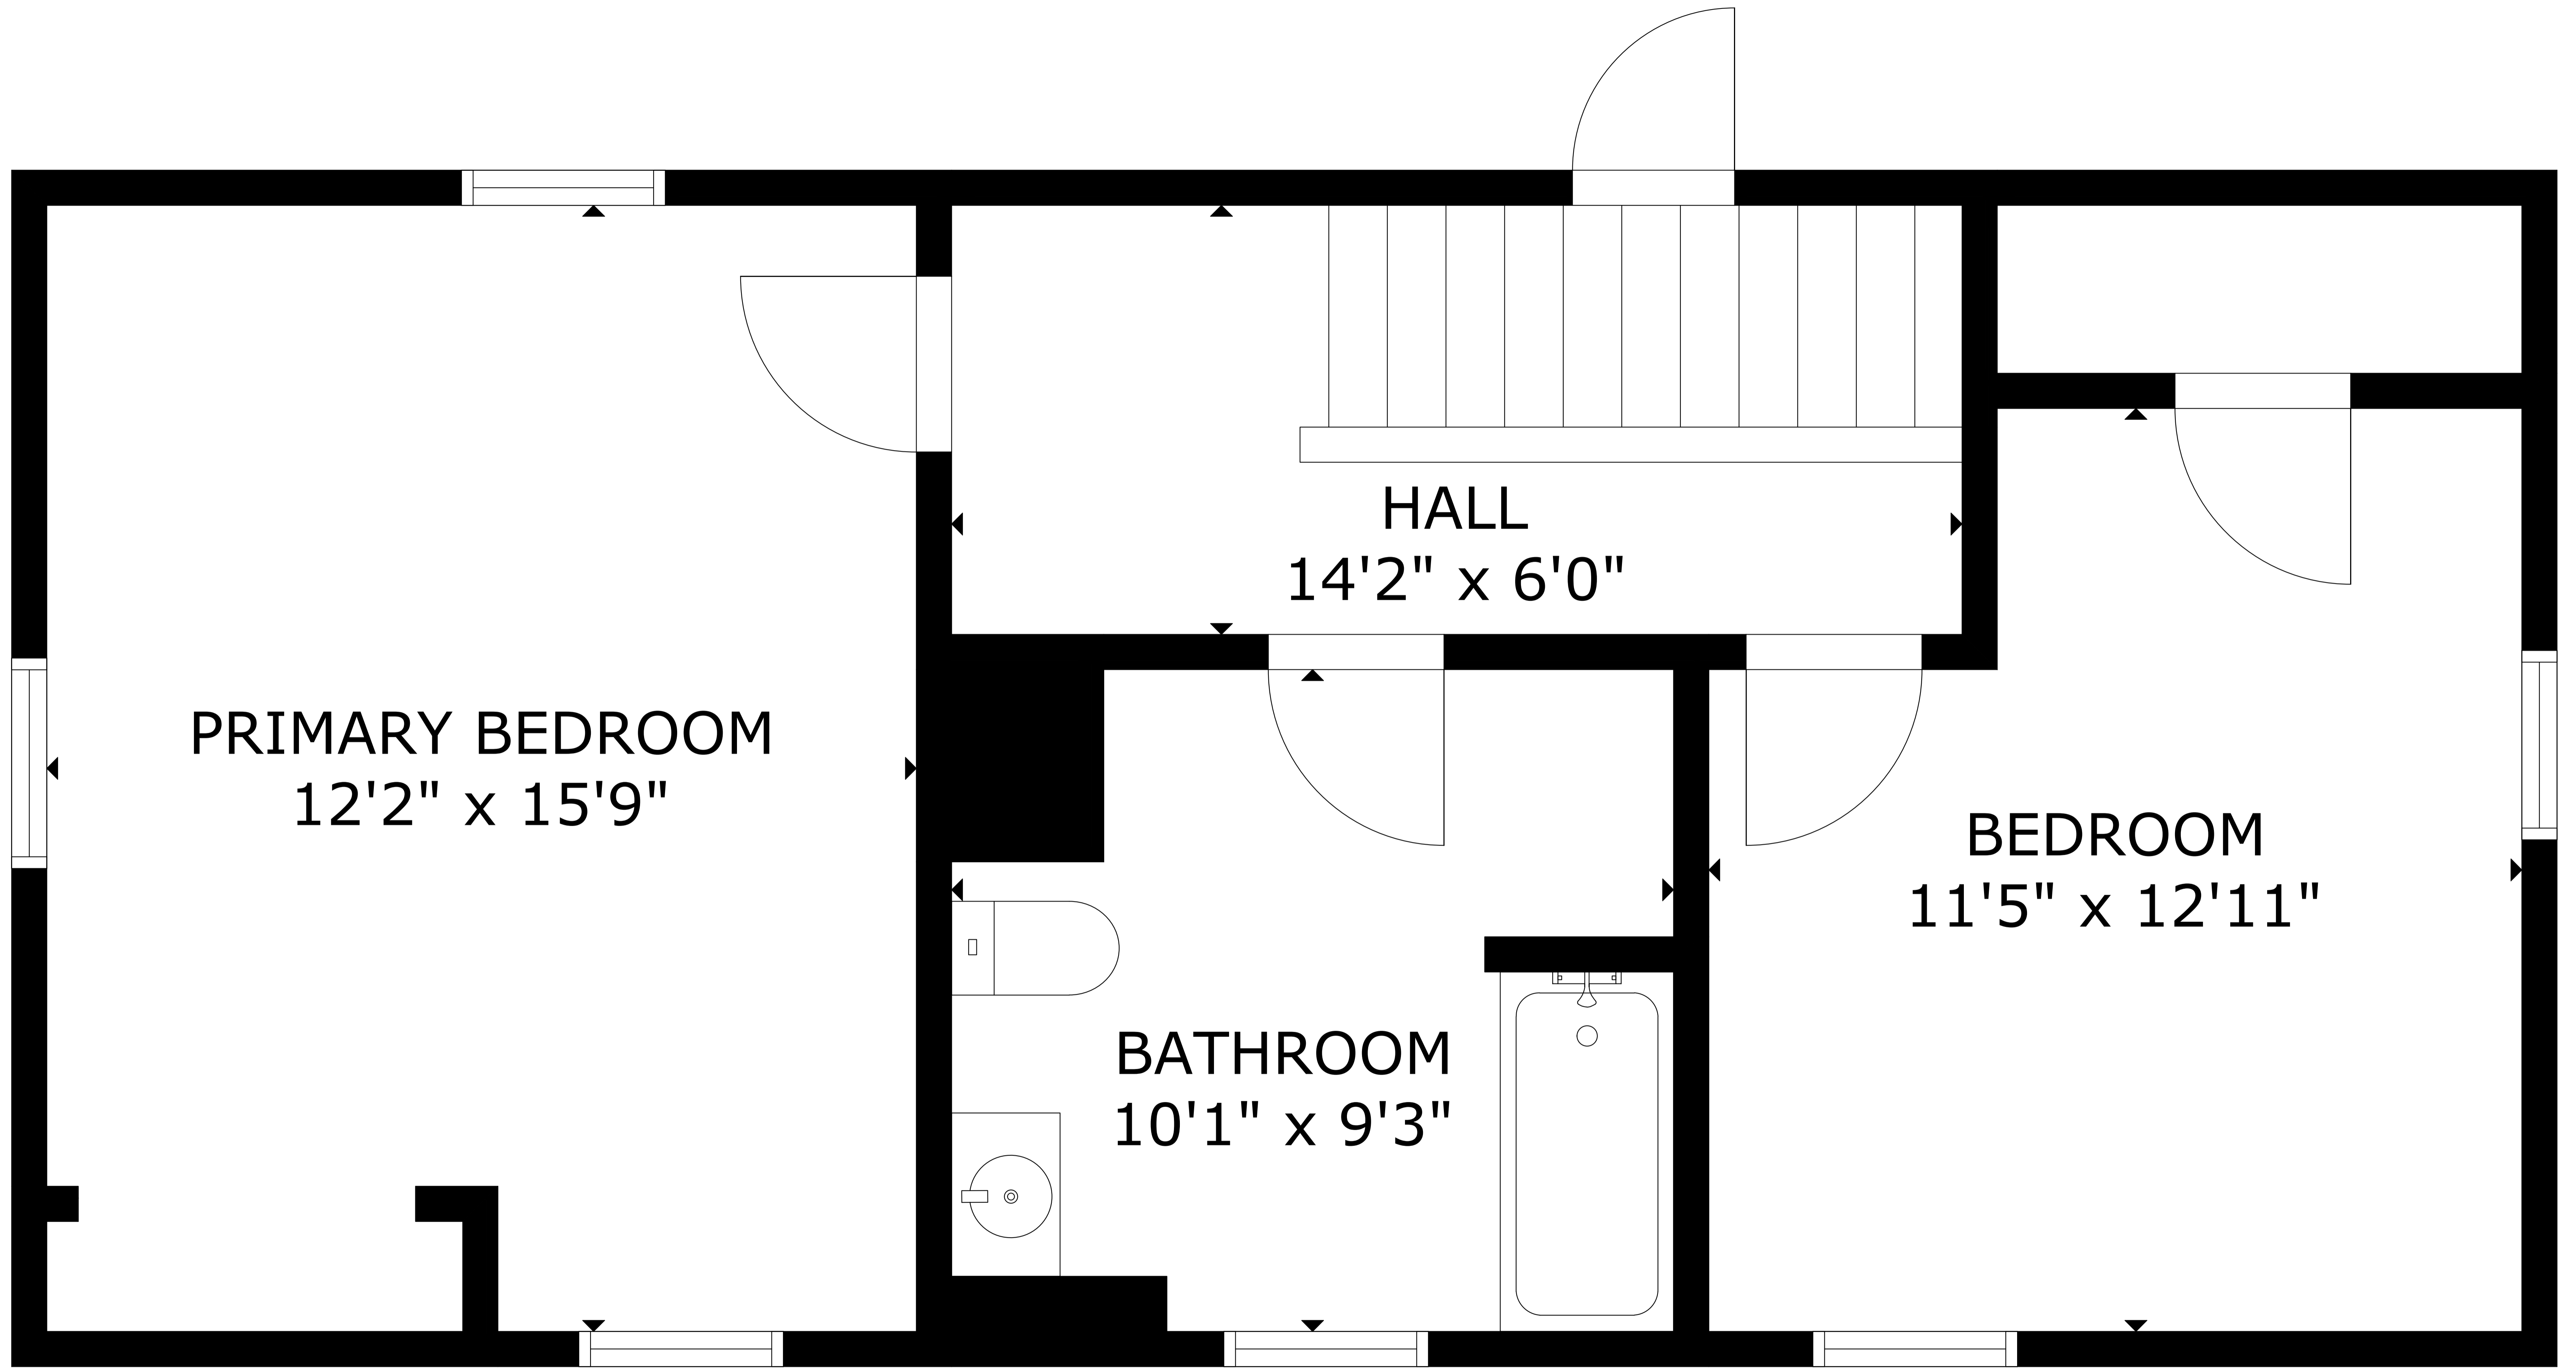 HALL
14'2" x 6'0"
PRIMARY BEDROOM
12'2" x 15'9"
BEDROOM
11'5" x 12'11"
BATHROOM
10'1" x 9'3"